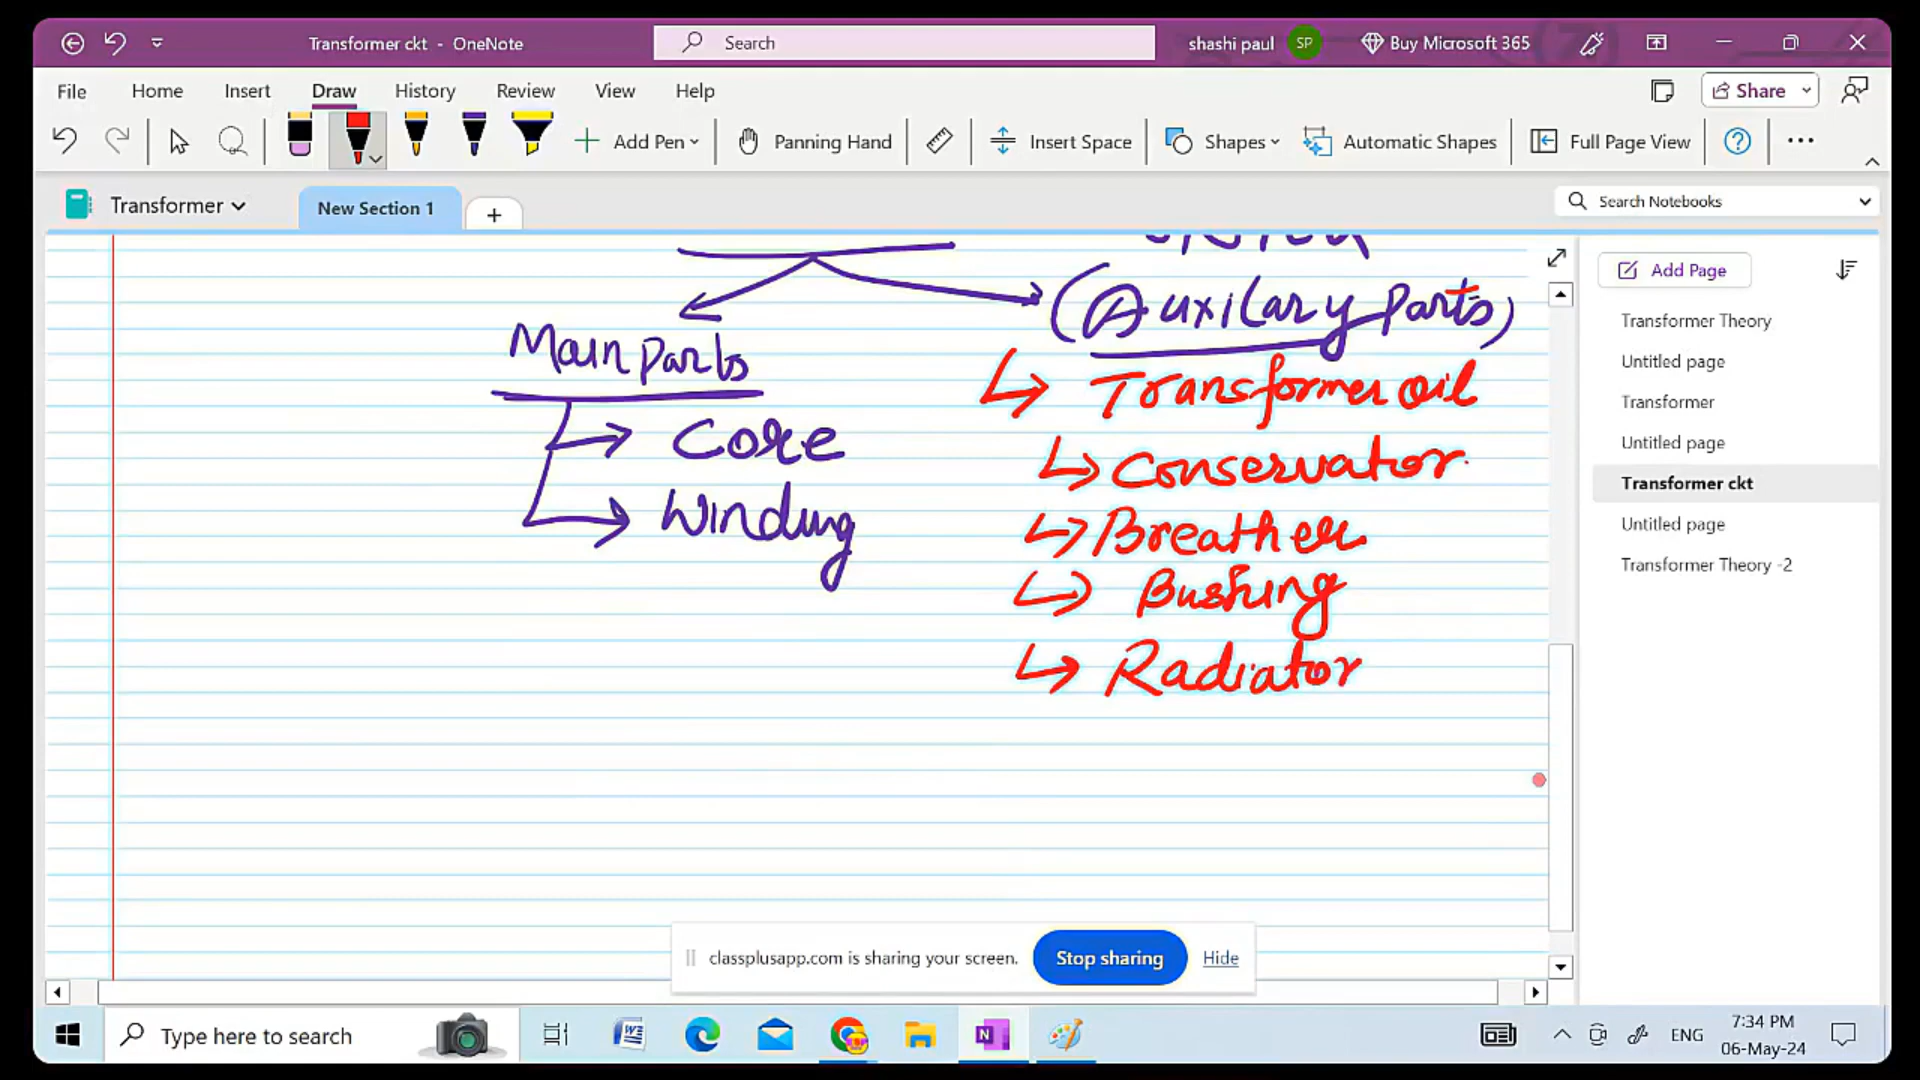 Transformer ckt - OneNote
Search
shashi paul
SP
Buy Microsoft 365
File Home Insert Draw History Review View Help
Share
Add Pen
Panning Hand
Insert Space
Shapes
Automatic Shapes
Full Page View
Transformer
New Section 1
Search Notebooks
Add Page
Transformer Theory
Untitled page
Transformer
Untitled page
Transformer ckt
Untitled page
Transformer Theory -2
(Auxilary Parts)
Main Parts
Core
Winding
Transformer oil
Conservator
Breather
Bushing
Radiator
classplusapp.com is sharing your screen.
Stop sharing
Hide
Type here to search
ENG
7:34 PM
06-May-24